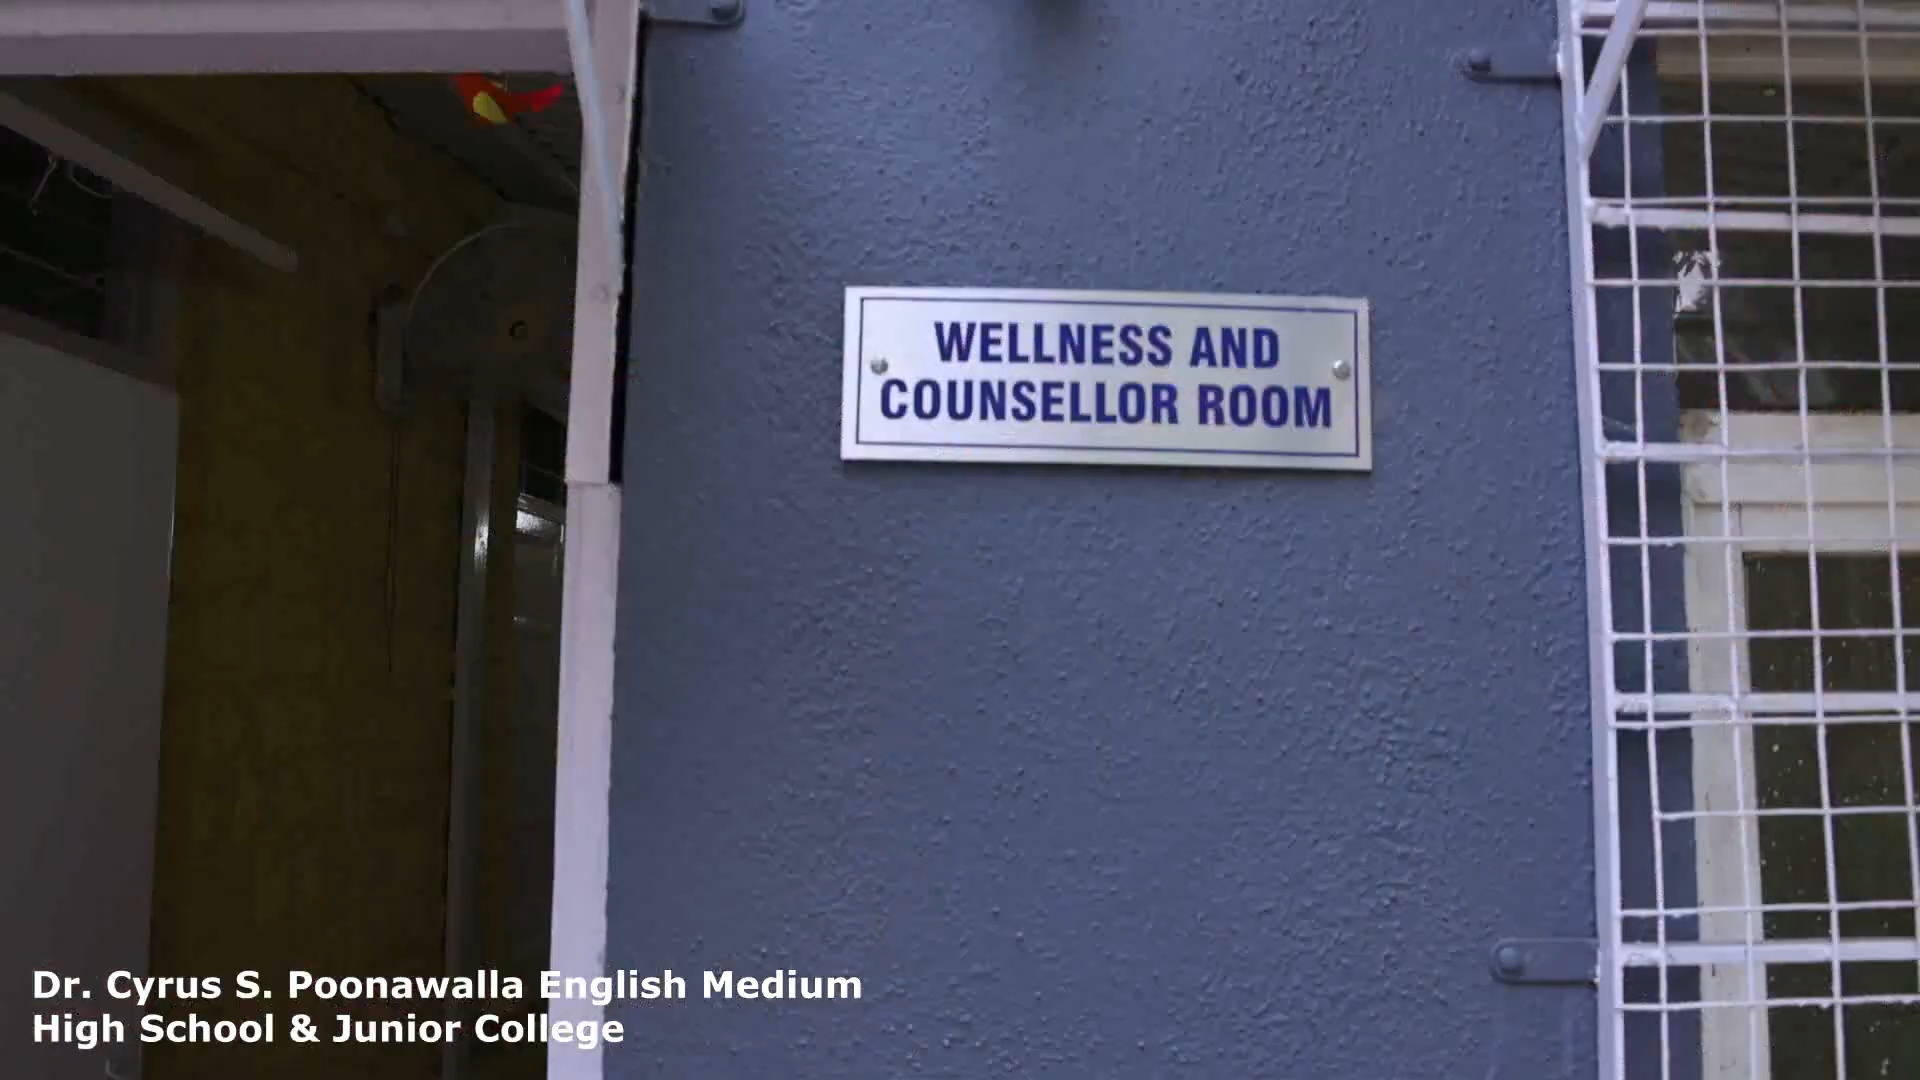 WELLNESS AND
COUNSELLOR ROOM
Dr. Cyrus S. Poonawalla English Medium
High School & Junior College